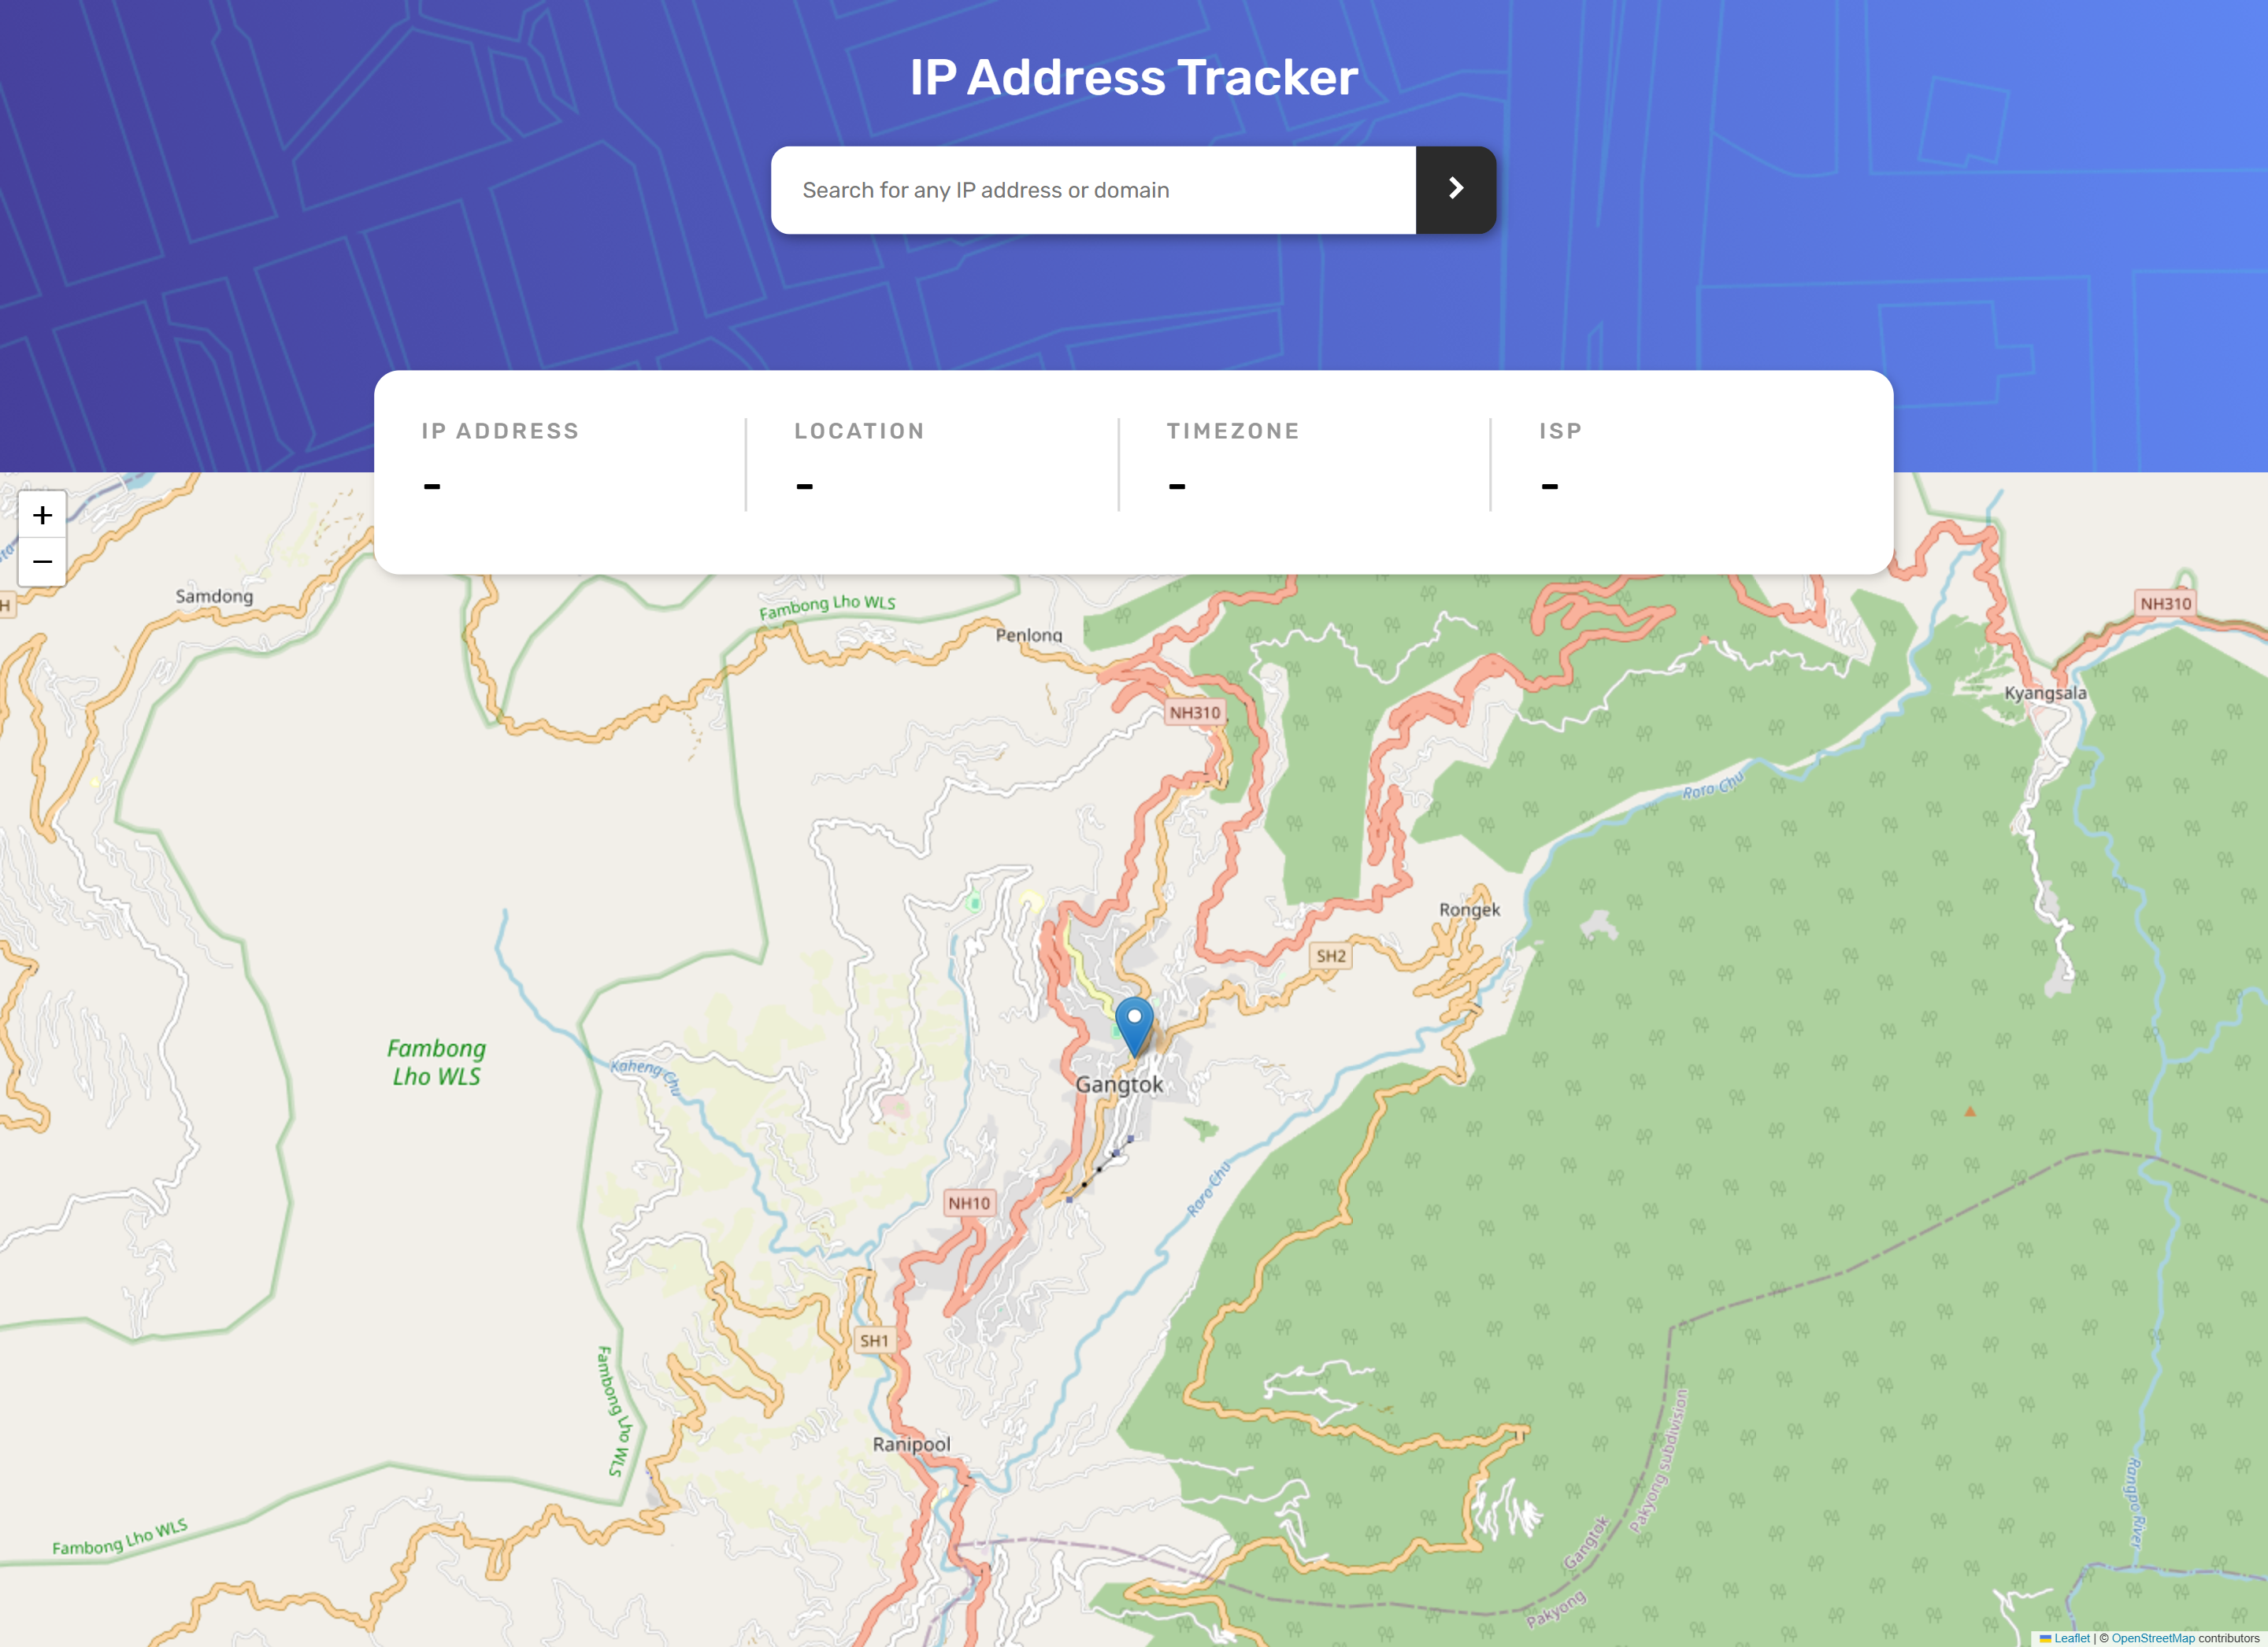 IP Address Tracker
Search for any IP address or domain
IP ADDRESS
-
LOCATION
-
TIMEZONE
-
ISP
-
+
−
H
Samdong
Fambong Lho WLS
Penlong
NH310
NH310
Kyangsala
Roro Chu
Rongek
SH2
Fambong
Lho WLS
Kaheng Chu
Gangtok
Roro Chu
NH10
SH1
Fambong Lho WLS
Ranipool
Pakyong subdivision
Rangpo River
Fambong Lho WLS
Gangtok
Pakyong
Leaflet | © OpenStreetMap contributors